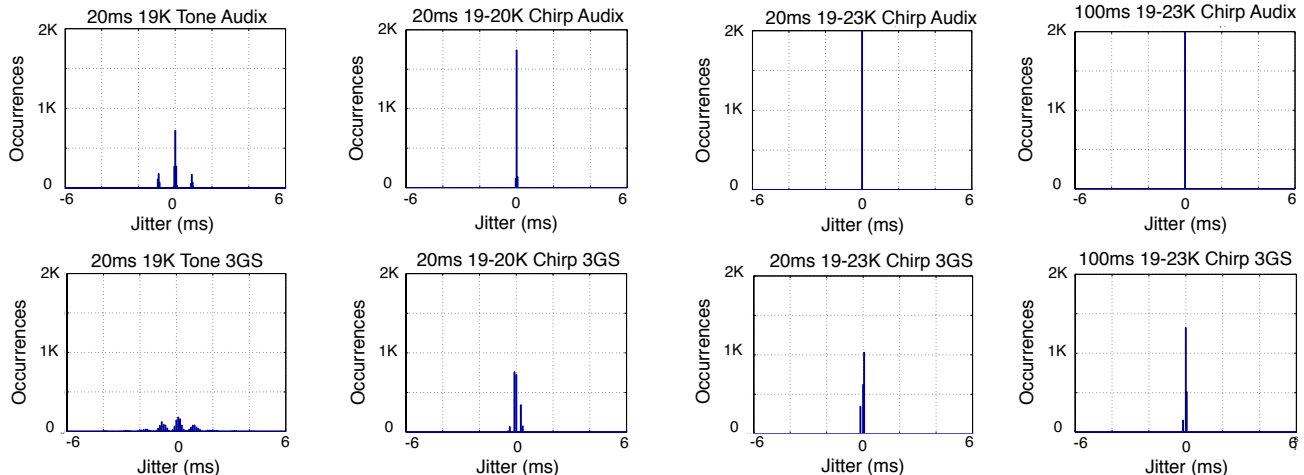 20ms 19K Tone Audix
2K
1K
0
-6
0
6
Occurrences
Jitter (ms)
20ms 19-20K Chirp Audix
2K
1K
0
-6
0
6
Occurrences
Jitter (ms)
20ms 19-23K Chirp Audix
2K
1K
0
-6
0
6
Occurrences
Jitter (ms)
100ms 19-23K Chirp Audix
2K
1K
0
-6
0
6
Occurrences
Jitter (ms)
20ms 19K Tone 3GS
2K
1K
0
-6
0
6
Occurrences
Jitter (ms)
20ms 19-20K Chirp 3GS
2K
1K
0
-6
0
6
Occurrences
Jitter (ms)
20ms 19-23K Chirp 3GS
2K
1K
0
-6
0
6
Occurrences
Jitter (ms)
100ms 19-23K Chirp 3GS
2K
1K
0
-6
0
6
Occurrences
Jitter (ms)